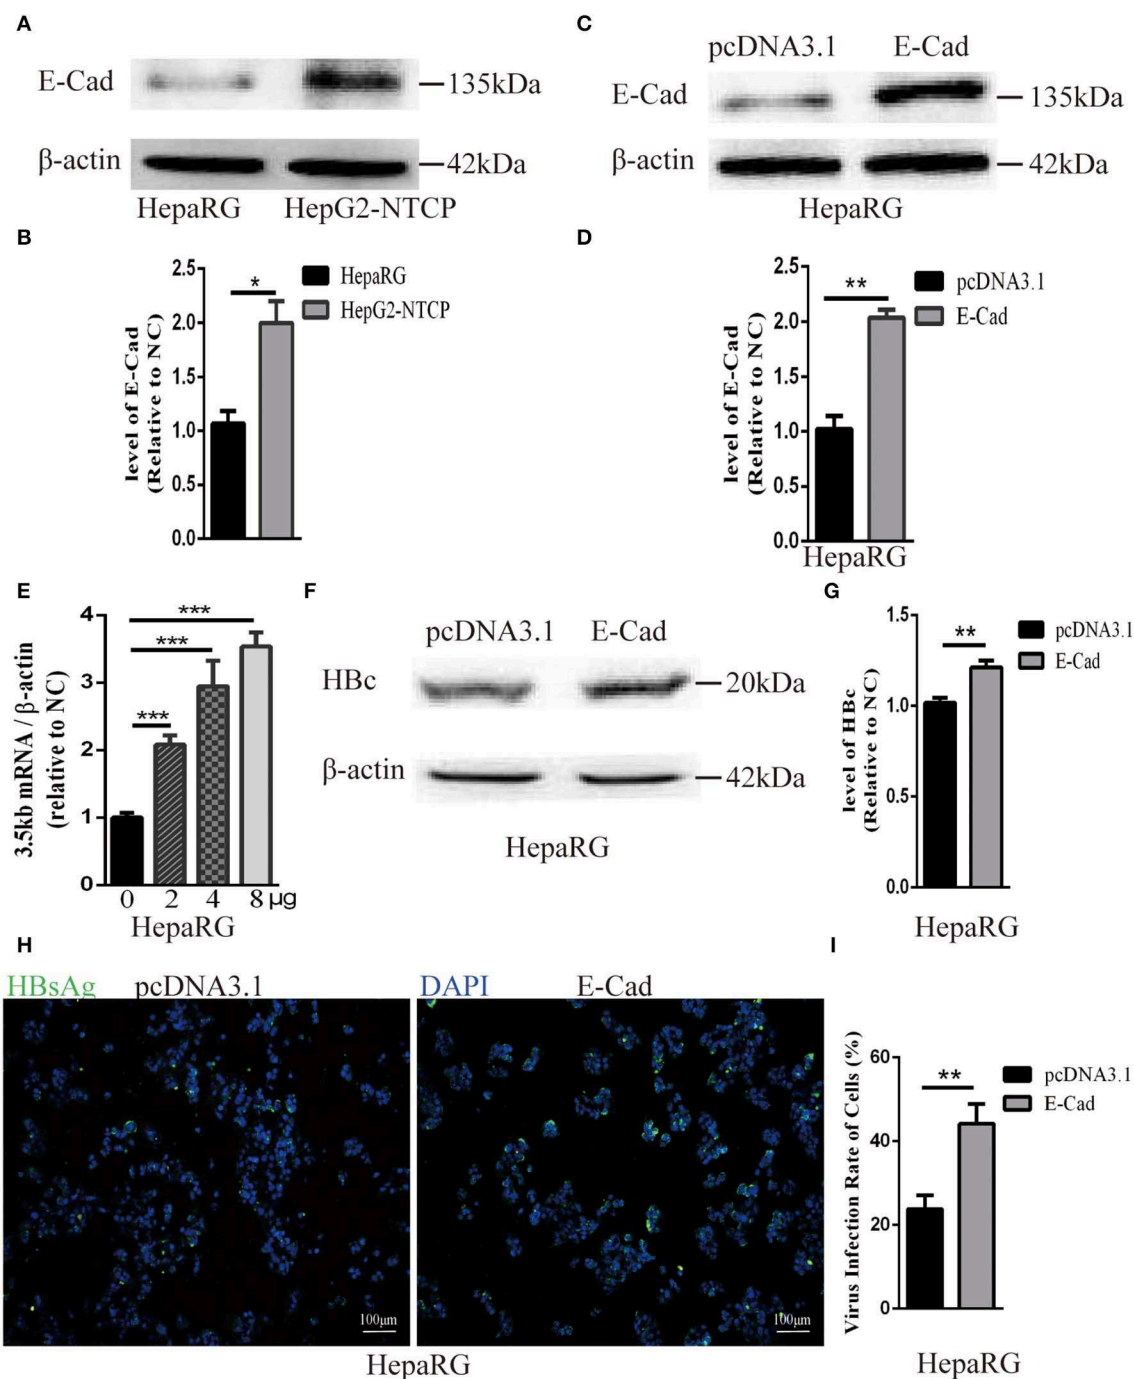 A
E-Cad
135kDa
β-actin
42kDa
HepaRG HepG2-NTCP
C
pcDNA3.1 E-Cad
E-Cad
135kDa
β-actin
42kDa
HepaRG
B
level of E-Cad
(Relative to NC)
2.5
2.0
1.5
1.0
0.5
0.0
*
HepaRG
HepG2-NTCP
D
level of E-Cad
(Relative to NC)
2.5
2.0
1.5
1.0
0.5
0.0
**
pcDNA3.1
E-Cad
HepaRG
E
3.5kb mRNA / β-actin
(relative to NC)
4
3
2
1
0
***
***
***
0 2 4 8 μg
HepaRG
F
pcDNA3.1 E-Cad
HBc
20kDa
β-actin
42kDa
HepaRG
G
level of HBc
(Relative to NC)
1.5
1.0
0.5
0.0
**
pcDNA3.1
E-Cad
HepaRG
H
HBsAg pcDNA3.1 DAPI E-Cad
100μm 100μm
HepaRG
I
Virus Infection Rate of Cells (%)
60
40
20
0
**
pcDNA3.1
E-Cad
HepaRG